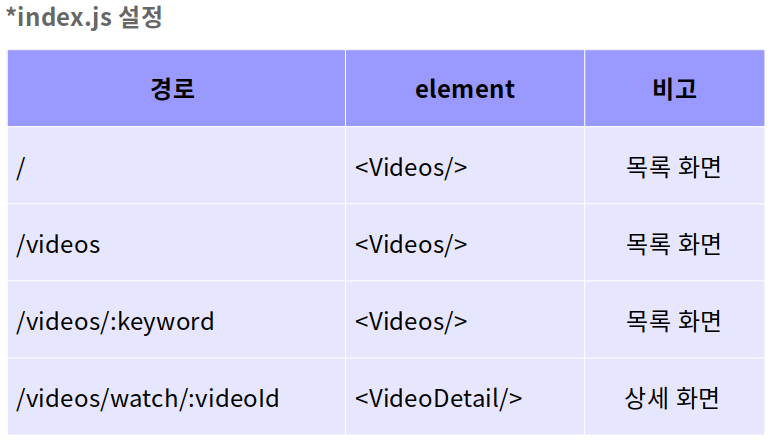 *index.js 설정
경로 element 비고
/ <Videos/> 목록 화면
/videos <Videos/> 목록 화면
/videos/:keyword <Videos/> 목록 화면
/videos/watch/:videoId <VideoDetail/> 상세 화면